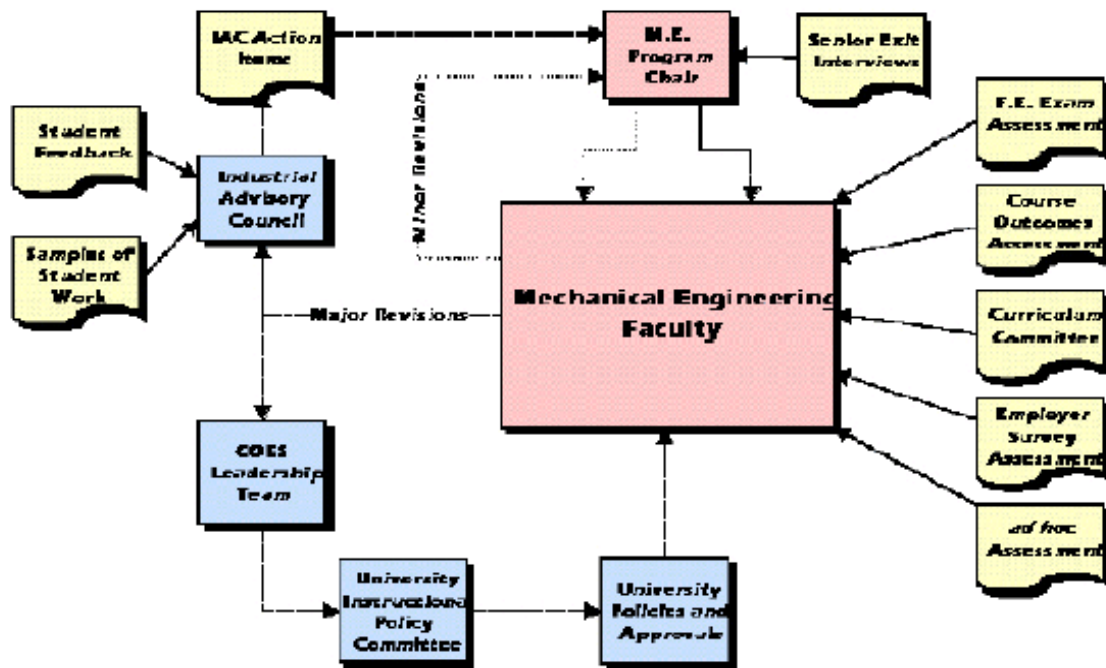 IAC Action
Items
M.E.
Program
Chair
Senior Exit
Interviews
Student
Feedback
Industrial
Advisory
Council
Minor Revisions
F.E. Exam
Assessment
Samples of
Student
Work
Course
Outcomes
Assessment
Major Revisions
Mechanical Engineering
Faculty
Curriculum
Committee
COES
Leadership
Team
Employer
Survey
Assessment
ad hoc
Assessment
University
Instructional
Policy
Committee
University
Policies and
Approvals